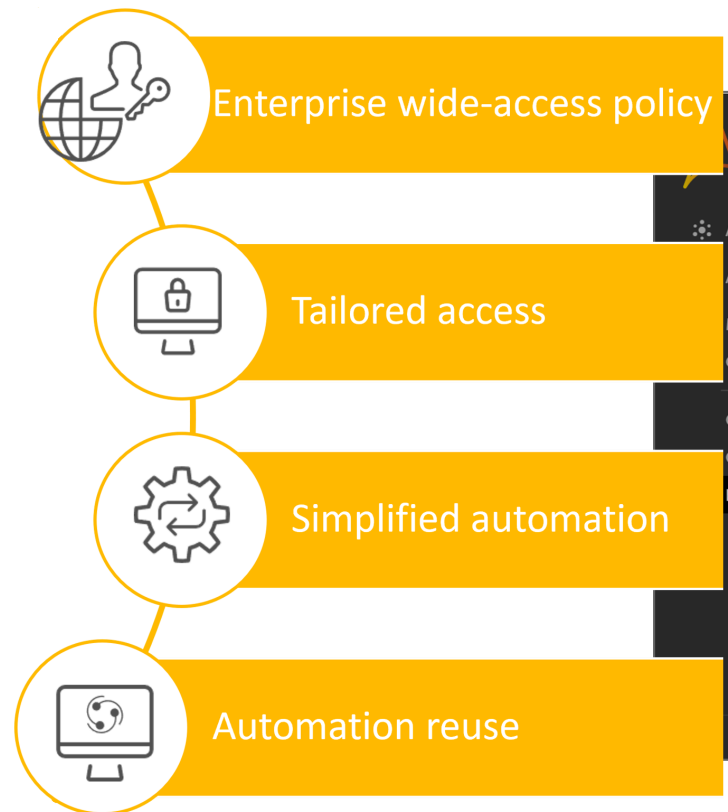 Enterprise wide-access policy
Tailored access
Simplified automation
Automation reuse